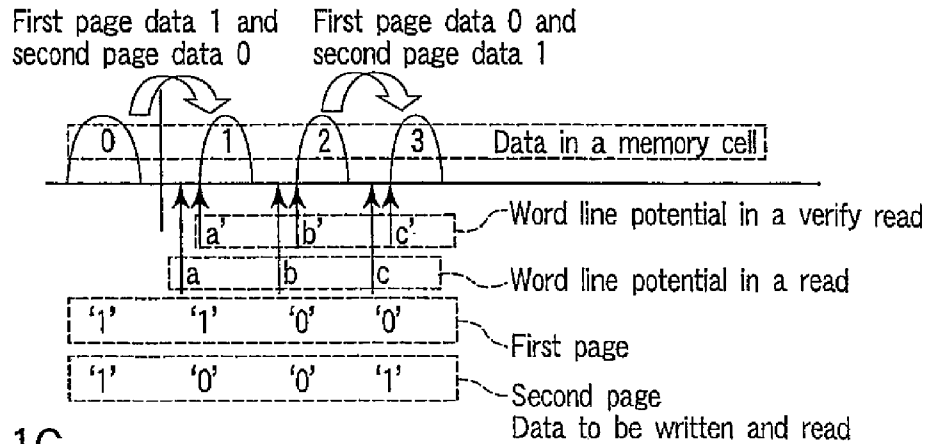 First page data 1 and
second page data 0
First page data 0 and
second page data 1
0 1 2 3 Data in a memory cell
a' b' c' Word line potential in a verify read
a b c Word line potential in a read
‘1’ ‘1’ ‘0’ ‘0’
First page
‘1’ ‘0’ ‘0’ ‘1’
Second page
Data to be written and read